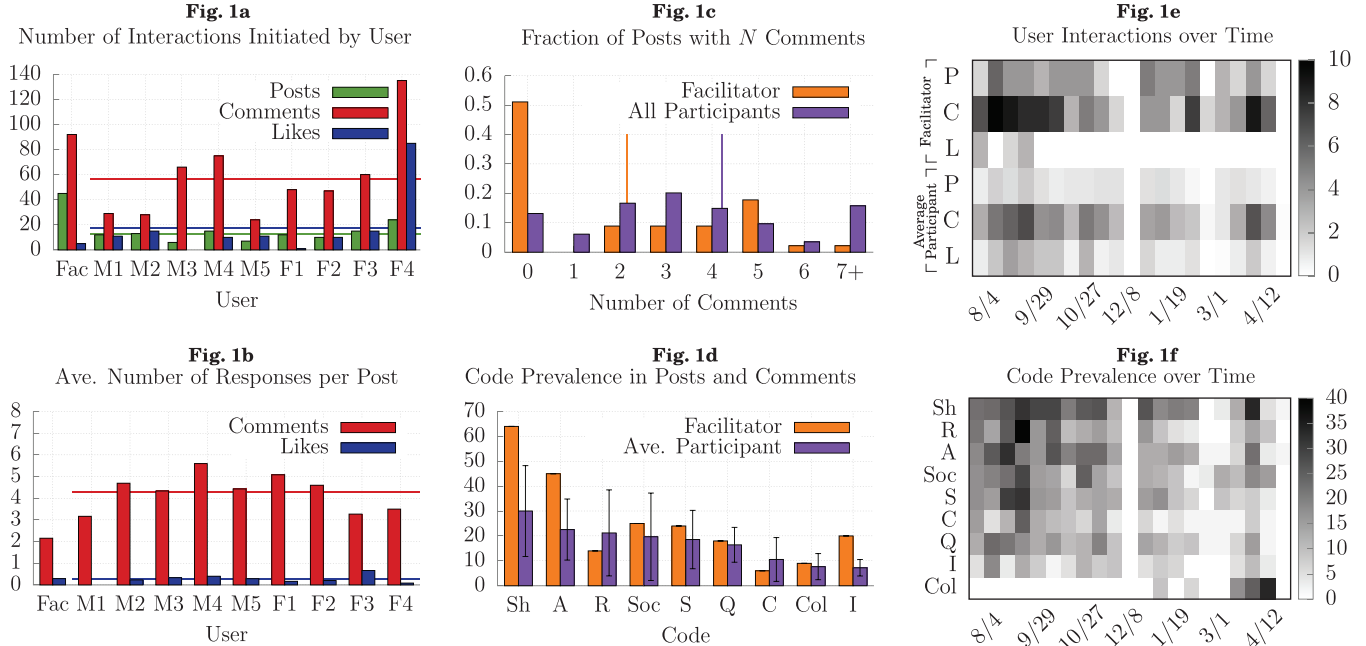 Fig. 1a
Number of Interactions Initiated by User
140
120
100
80
60
40
20
0
Posts
Comments
Likes
Fac M1 M2 M3 M4 M5 F1 F2 F3 F4
User
Fig. 1c
Fraction of Posts with N Comments
0.6
0.5
0.4
0.3
0.2
0.1
0
Facilitator
All Participants
0 1 2 3 4 5 6 7+
Number of Comments
Fig. 1e
User Interactions over Time
Facilitator
Average
Participant
P
C
L
P
C
L
10
8
6
4
2
0
8/4 9/29 10/27 12/8 1/19 3/1 4/12
Fig. 1b
Ave. Number of Responses per Post
8
7
6
5
4
3
2
1
0
Comments
Likes
Fac M1 M2 M3 M4 M5 F1 F2 F3 F4
User
Fig. 1d
Code Prevalence in Posts and Comments
70
60
50
40
30
20
10
0
Facilitator
Ave. Participant
Sh A R Soc S Q C Col I
Code
Fig. 1f
Code Prevalence over Time
Sh
R
A
Soc
S
C
Q
I
Col
40
35
30
25
20
15
10
5
0
8/4 9/29 10/27 12/8 1/19 3/1 4/12